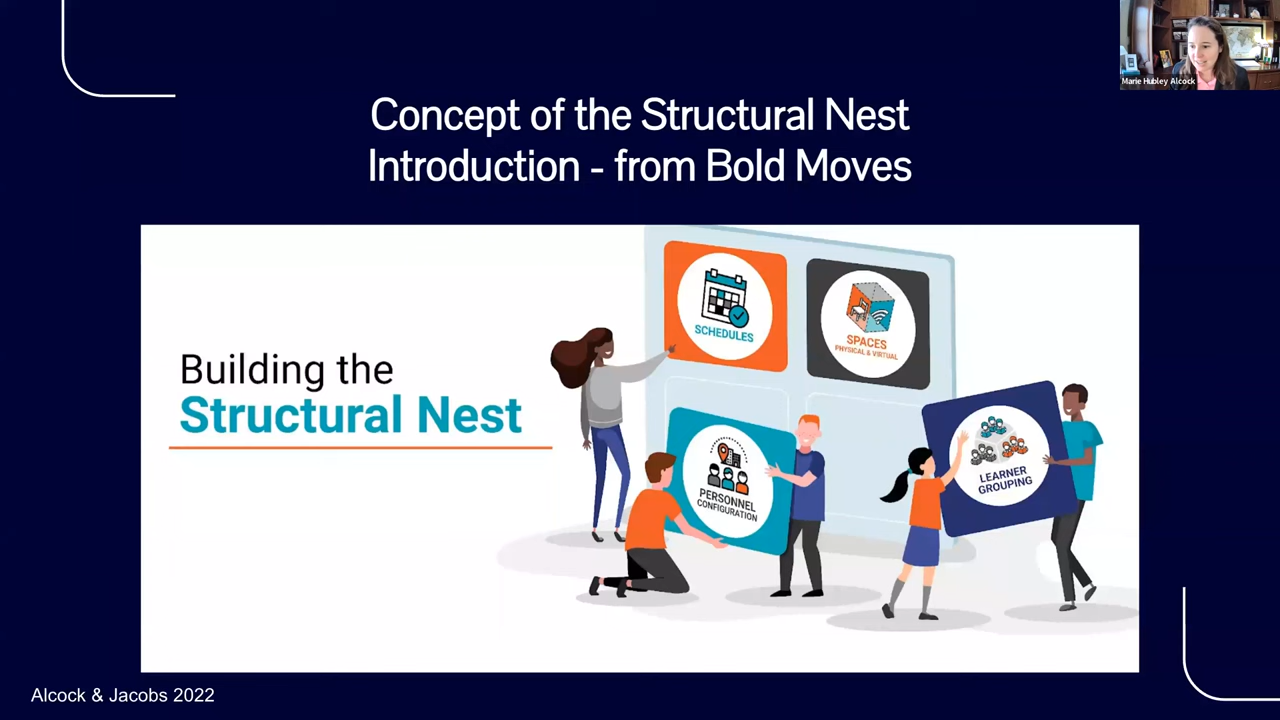 Marie Hubley Alcock
Concept of the Structural Nest
Introduction - from Bold Moves
Building the
Structural Nest
SCHEDULES
SPACES
PHYSICAL & VIRTUAL
PERSONNEL
CONFIGURATION
LEARNER
GROUPING
Alcock & Jacobs 2022